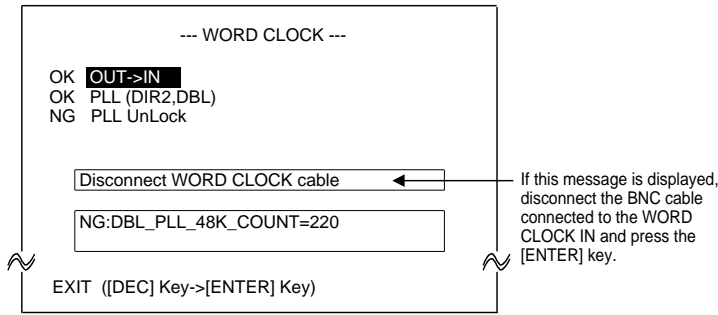 --- WORD CLOCK ---
OK OUT->IN
OK PLL (DIR2,DBL)
NG PLL UnLock
Disconnect WORD CLOCK cable
If this message is displayed,
disconnect the BNC cable
connected to the WORD
CLOCK IN and press the
[ENTER] key.
NG:DBL_PLL_48K_COUNT=220
EXIT ([DEC] Key->[ENTER] Key)